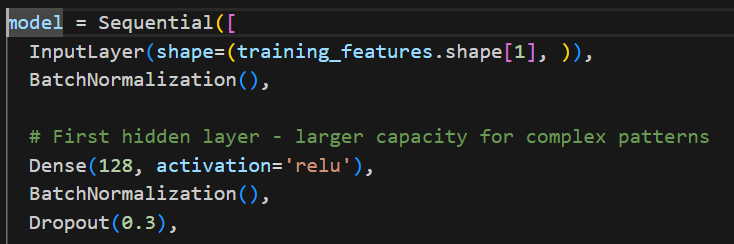 model = Sequential([
InputLayer(shape=(training_features.shape[1], )),
BatchNormalization(),
# First hidden layer - larger capacity for complex patterns
Dense(128, activation='relu'),
BatchNormalization(),
Dropout(0.3),